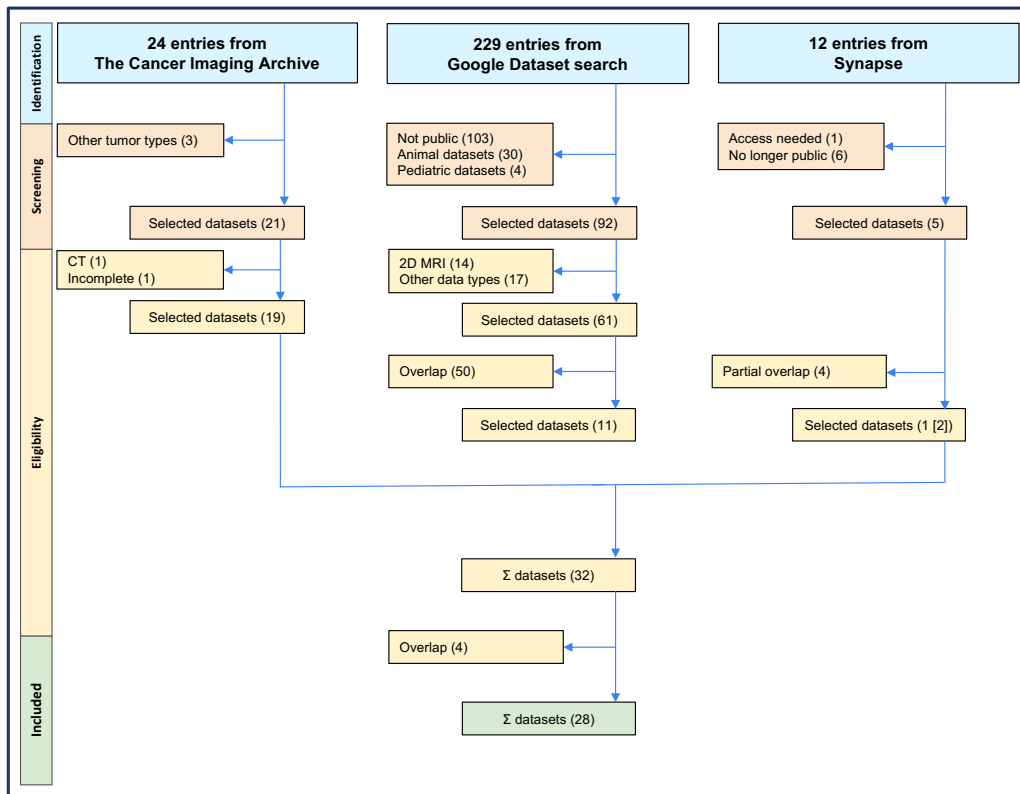 Identification
24 entries from
The Cancer Imaging Archive
229 entries from
Google Dataset search
12 entries from
Synapse
Screening
Other tumor types (3)
Not public (103)
Animal datasets (30)
Pediatric datasets (4)
Access needed (1)
No longer public (6)
Selected datasets (21)
Selected datasets (92)
Selected datasets (5)
Eligibility
CT (1)
Incomplete (1)
2D MRI (14)
Other data types (17)
Selected datasets (19)
Selected datasets (61)
Overlap (50)
Partial overlap (4)
Selected datasets (11)
Selected datasets (1 [2])
Σ datasets (32)
Included
Overlap (4)
Σ datasets (28)